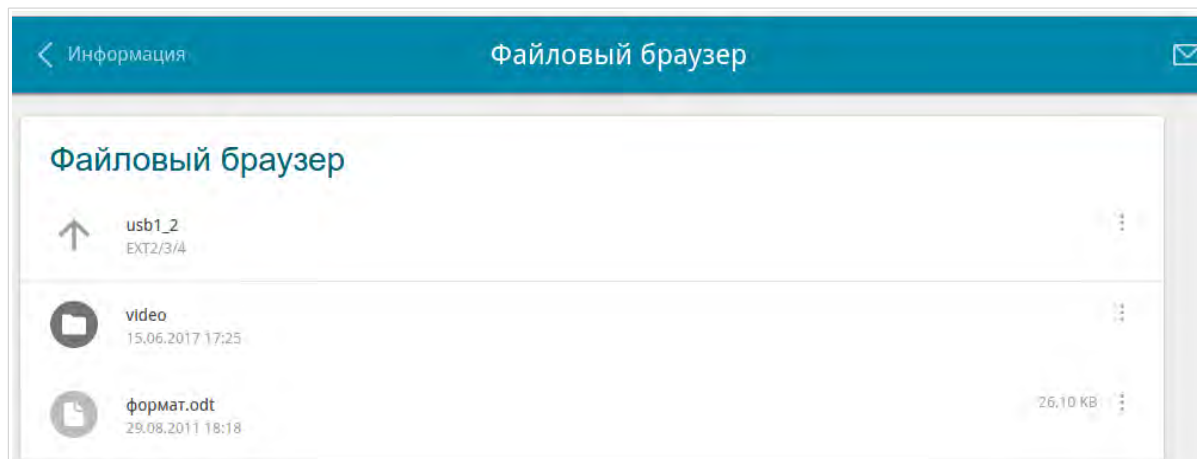 Информация
Файловый браузер
Файловый браузер
usb1_2
EXT2/3/4
video
15.06.2017 17:25
формат.odt
26.10 KB
29.08.2011 18:18